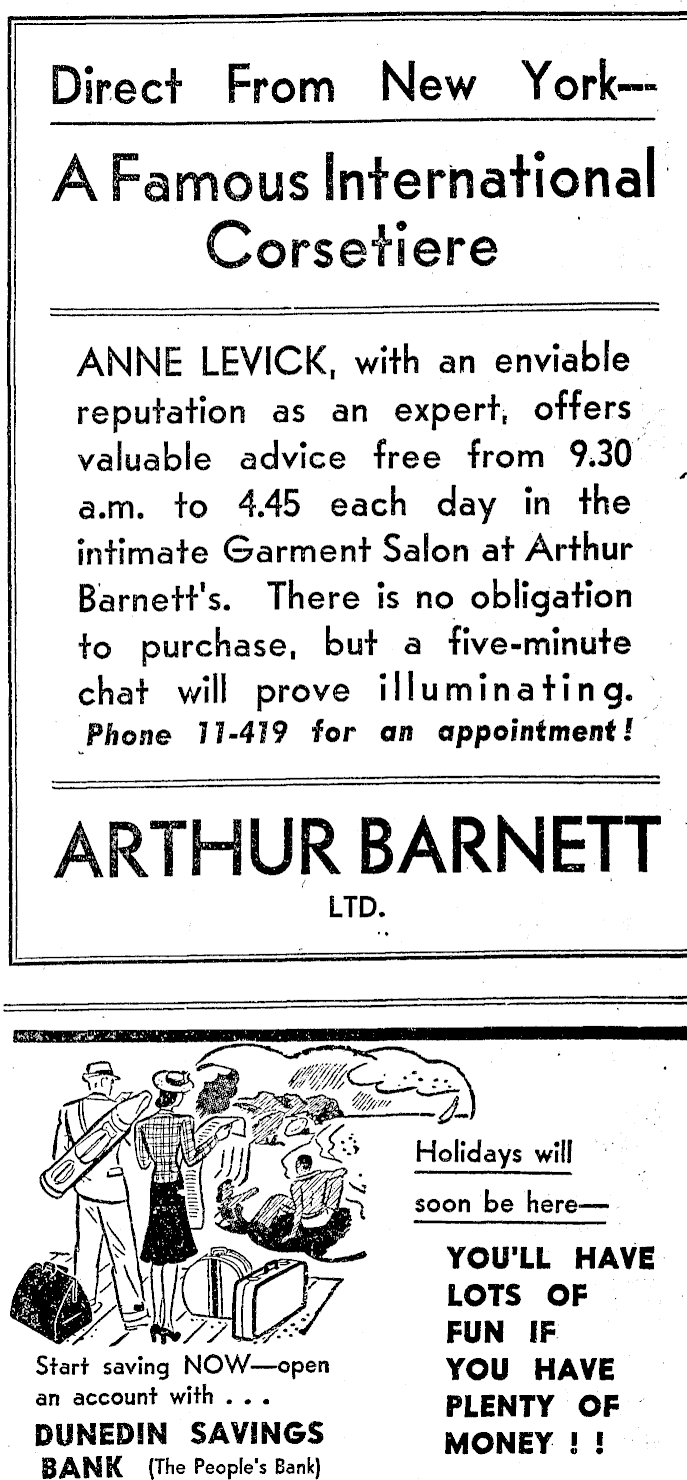 Direct From New York—
A Famous International
Corsetiere
ANNE LEVICK, with an enviable
reputation as an expert, offers
valuable advice free from 9.30
a.m. to 4.45 each day in the
intimate Garment Salon at Arthur
Barnett's. There is no obligation
to purchase, but a five-minute
chat will prove illuminating.
Phone 11-419 for an appointment!
ARTHUR BARNETT
LTD.
Holidays will
soon be here—
YOU'LL HAVE
LOTS OF
FUN IF
YOU HAVE
PLENTY OF
MONEY ! !
Start saving NOW—open
an account with . . .
DUNEDIN SAVINGS
BANK (The People's Bank)